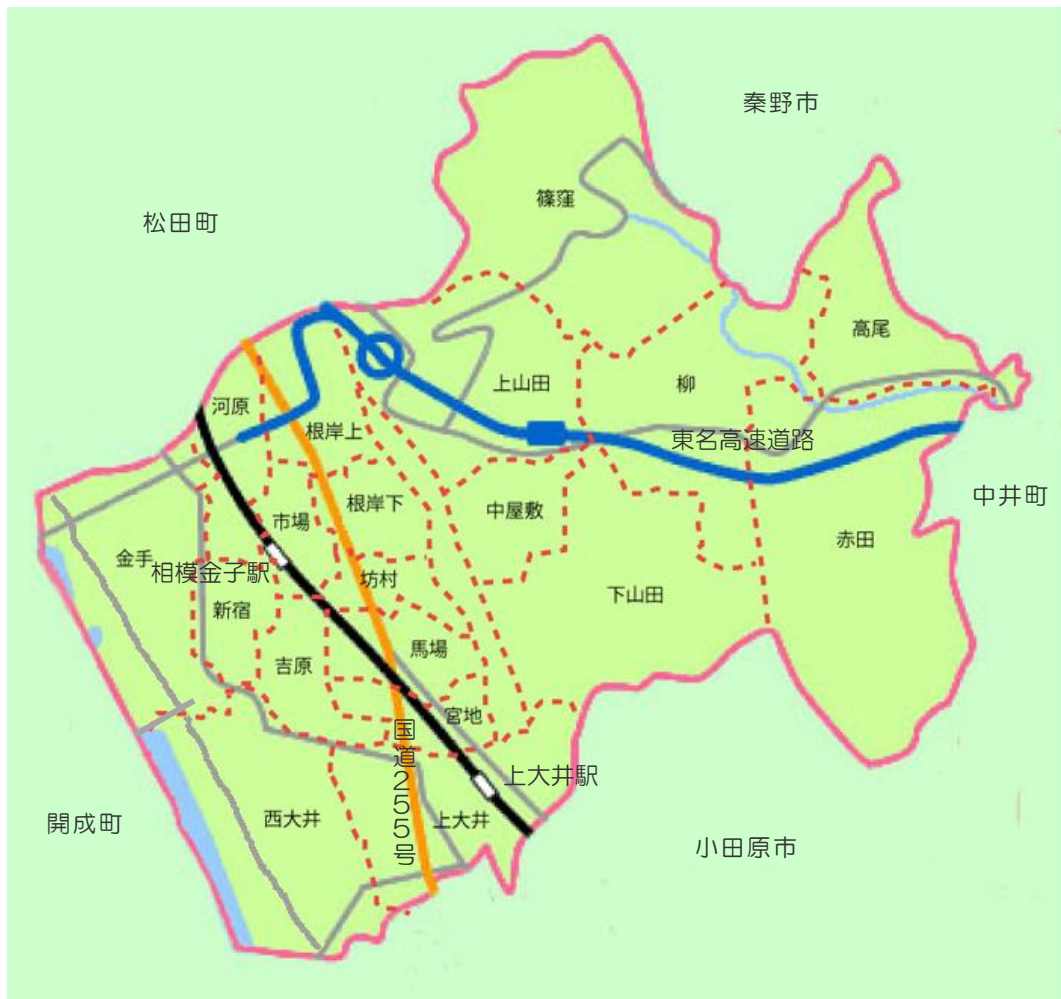 秦野市
篠窪
松田町
高尾
上山田
柳
河原
根岸上
東名高速道路
中井町
根岸下
市場
中屋敷
赤田
金手
相模金子駅
坊村
下山田
新宿
馬場
吉原
宮地
国道255号
上大井駅
西大井
上大井
開成町
小田原市